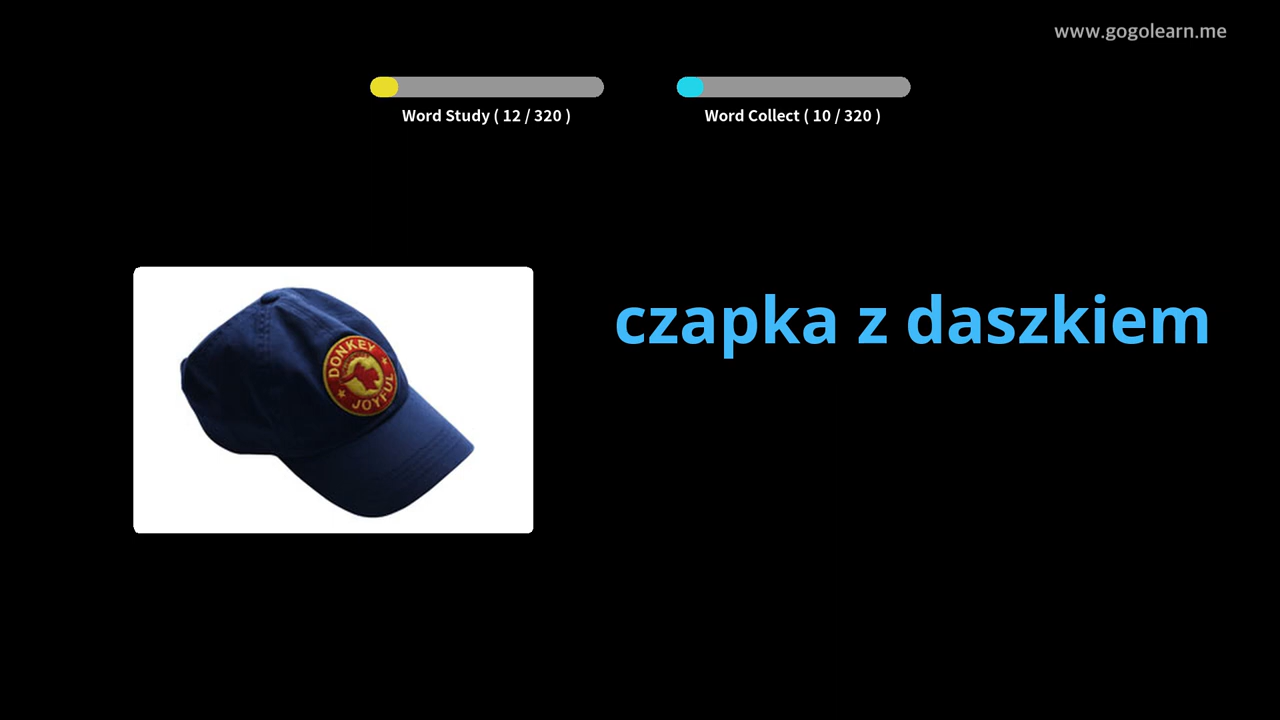 www.gogolearn.me
Word Study ( 12 / 320 )
Word Collect ( 10 / 320 )
czapka z daszkiem
DONKEY
JOYFUL